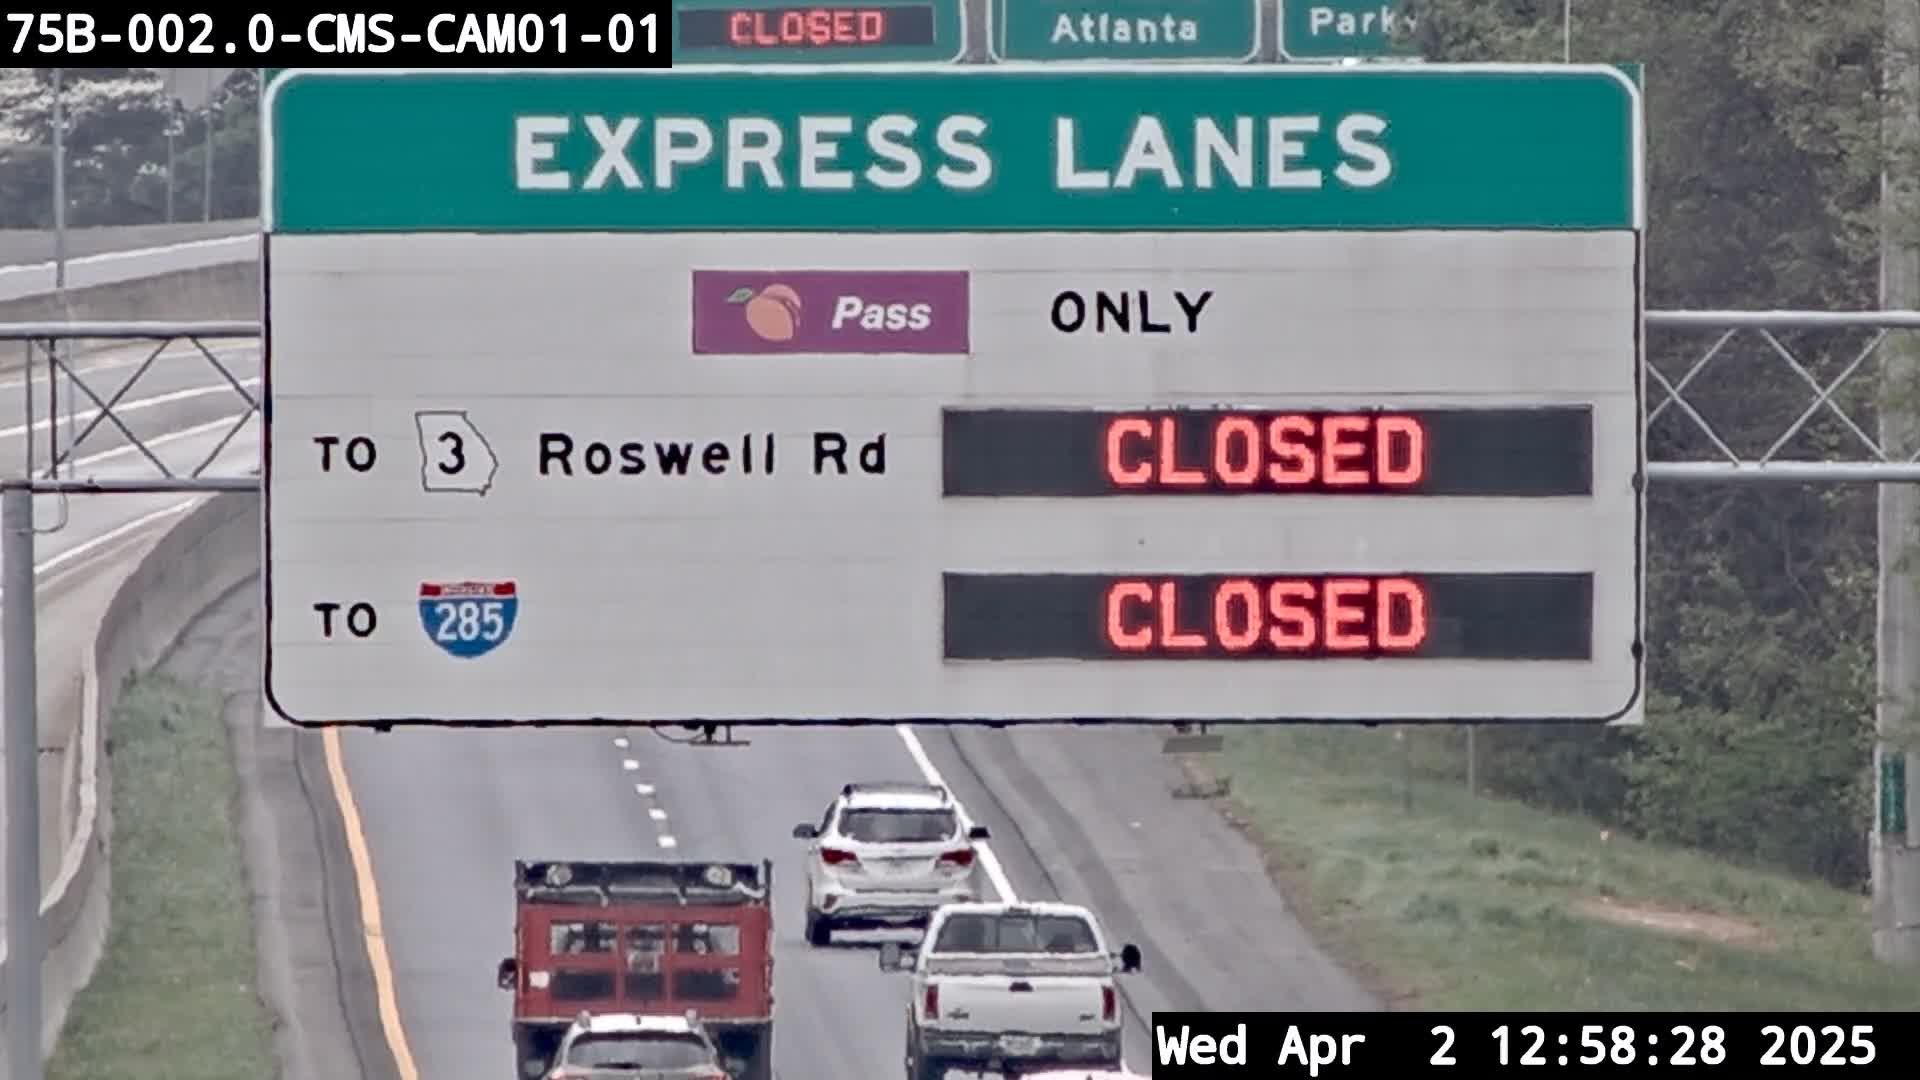 75B-002.0-CMS-CAM01-01
CLOSED
Atlanta
EXPRESS LANES
Pass ONLY
TO 3 Roswell Rd CLOSED
TO 285 CLOSED
Wed Apr 2 12:58:28 2025